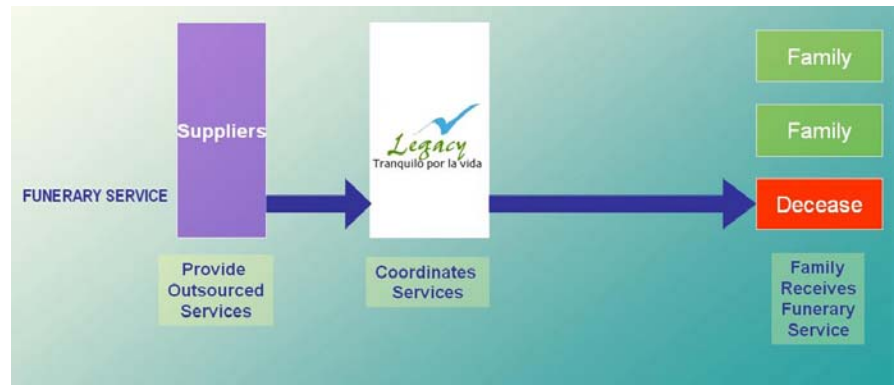 Family
Suppliers
Legacy
Tranquilo por la vida
Family
FUNERARY SERVICE
Decease
Provide
Outsourced
Services
Coordinates
Services
Family
Receives
Funerary
Service